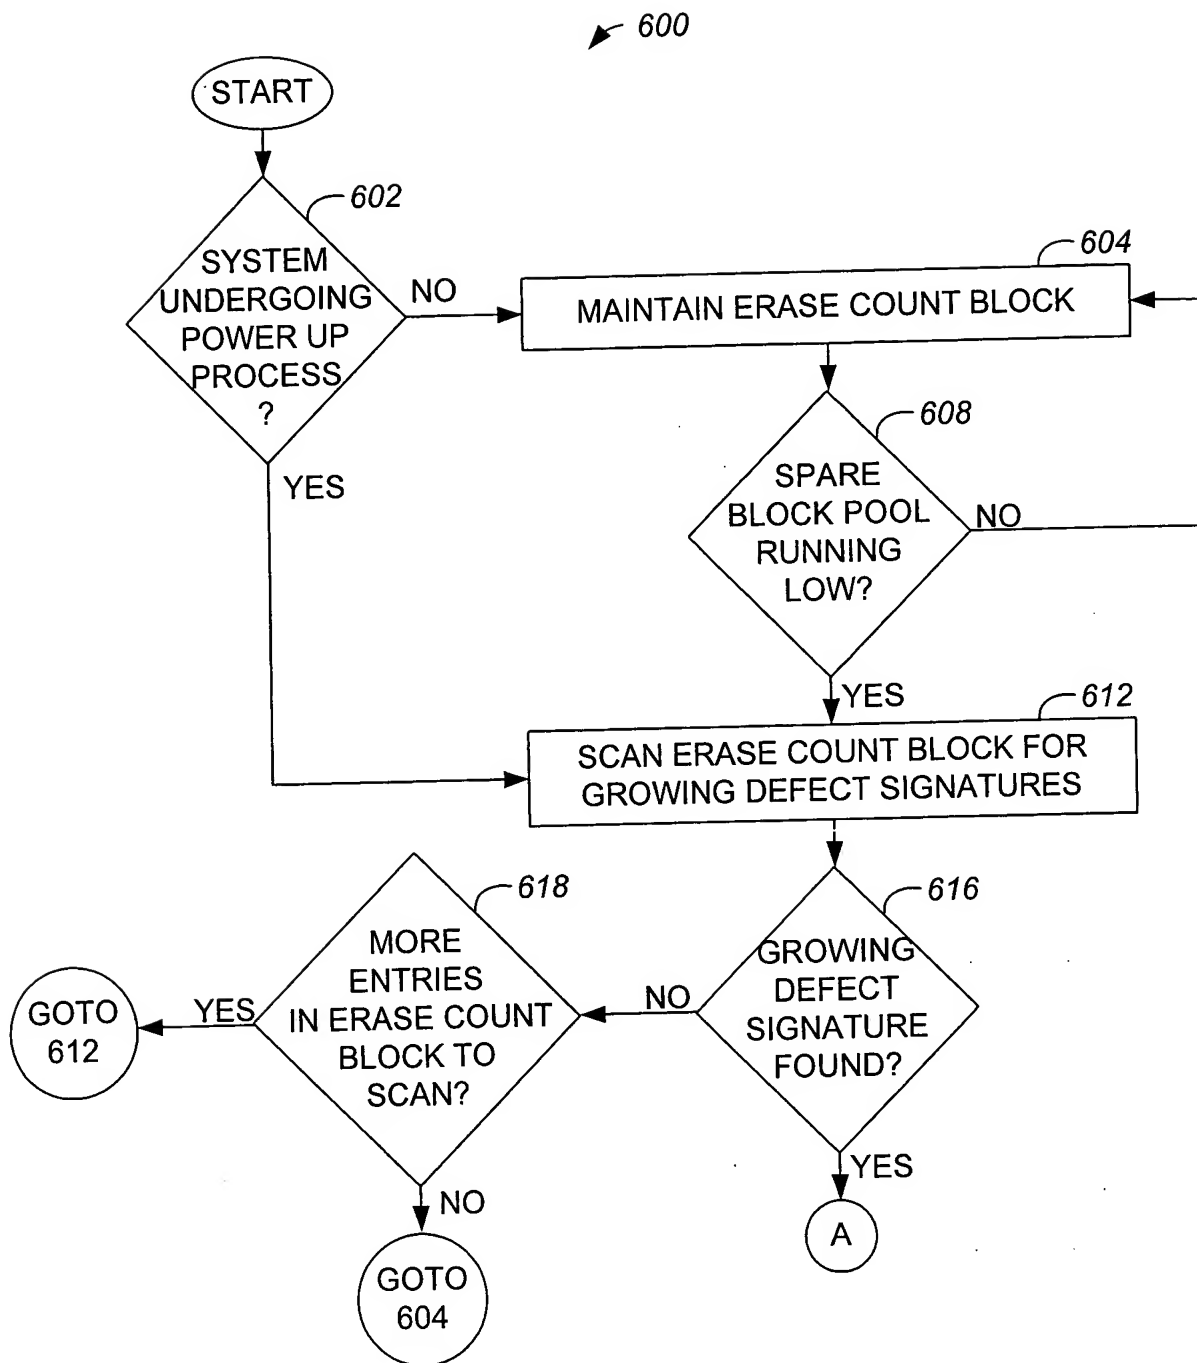 600
START
602
SYSTEM
UNDERGOING
POWER UP
PROCESS
?
NO
YES
604
MAINTAIN ERASE COUNT BLOCK
608
SPARE
BLOCK POOL
RUNNING
LOW?
NO
YES
612
SCAN ERASE COUNT BLOCK FOR
GROWING DEFECT SIGNATURES
616
GROWING
DEFECT
SIGNATURE
FOUND?
NO
YES
A
618
MORE
ENTRIES
IN ERASE COUNT
BLOCK TO
SCAN?
YES
GOTO
612
NO
GOTO
604